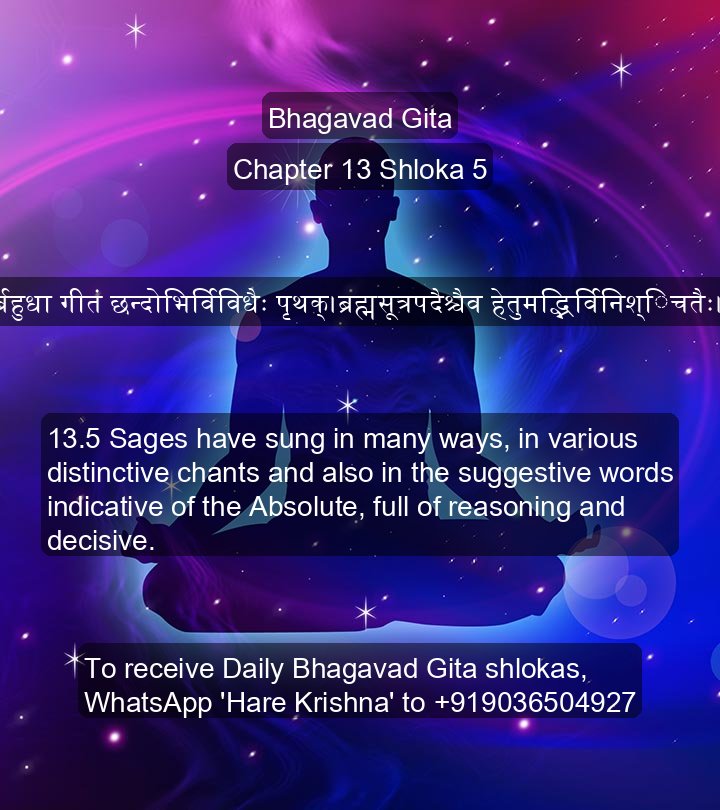 Bhagavad Gita
Chapter 13 Shloka 5
गीतं छन्दोभिर्विविधैः पृथक्।ब्रह्मसूत्रपदैश्चैव हेतुमद्भिर्विनिश्िचतैः।
13.5 Sages have sung in many ways, in various
distinctive chants and also in the suggestive words
indicative of the Absolute, full of reasoning and
decisive.
To receive Daily Bhagavad Gita shlokas,
WhatsApp 'Hare Krishna' to +919036504927